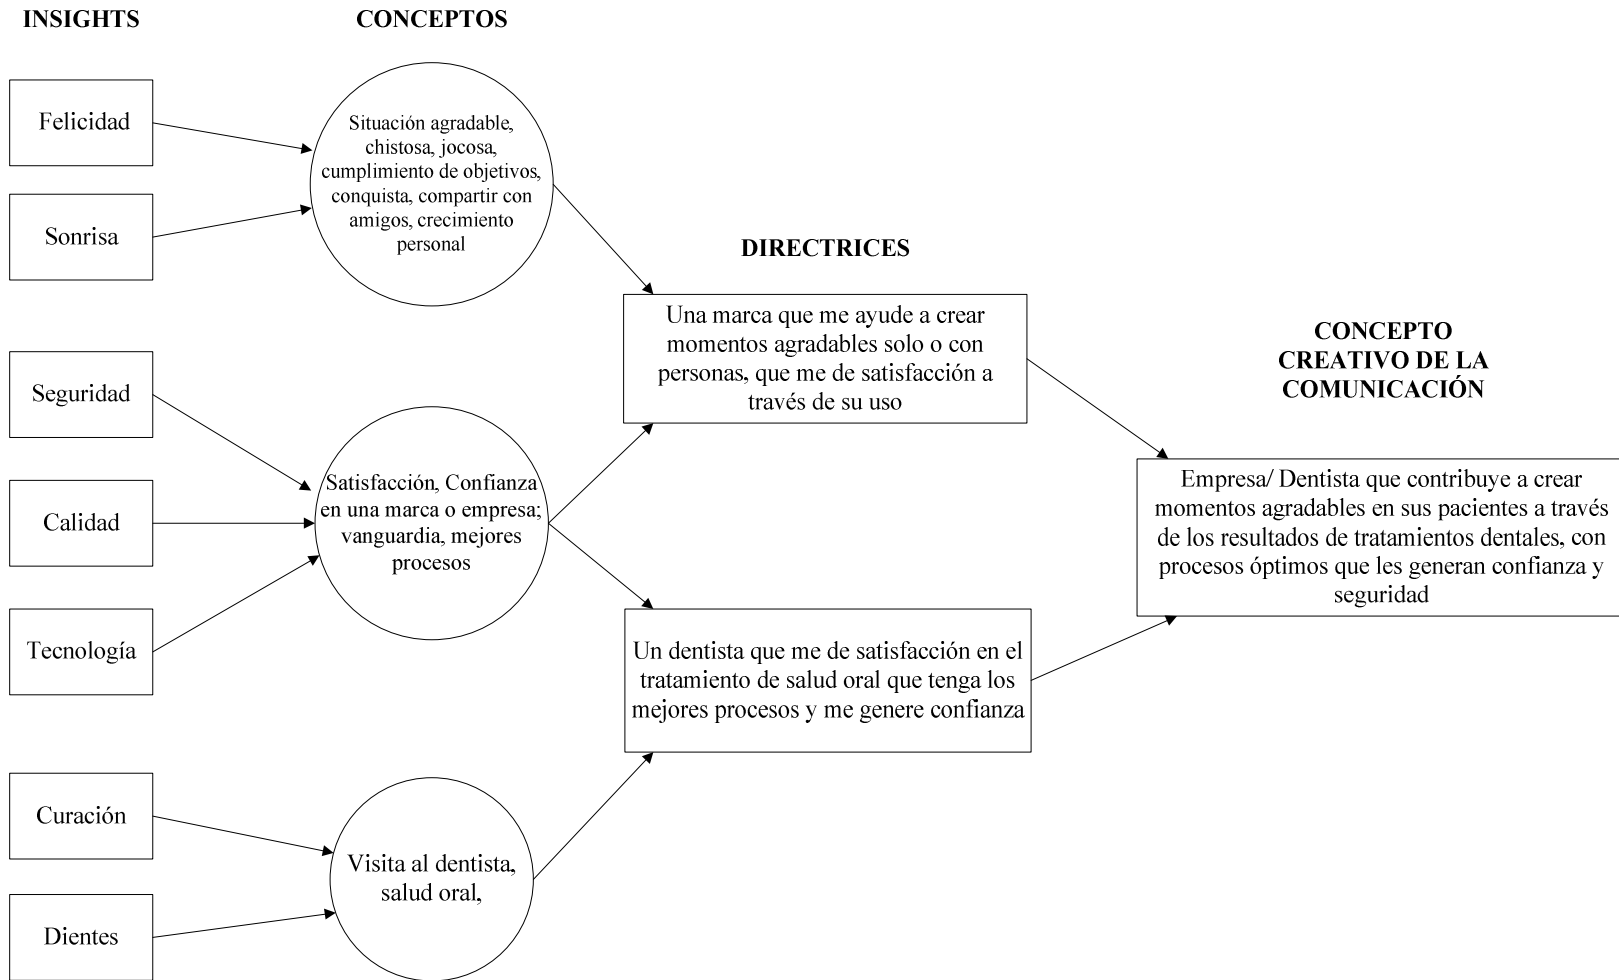 INSIGHTS
CONCEPTOS
Felicidad
Sonrisa
Situación agradable,
chistosa, jocosa,
cumplimiento de objetivos,
conquista, compartir con
amigos, crecimiento
personal
DIRECTRICES
Una marca que me ayude a crear
momentos agradables solo o con
personas, que me de satisfacción a
través de su uso
CONCEPTO
CREATIVO DE LA
COMUNICACIÓN
Seguridad
Calidad
Tecnología
Satisfacción, Confianza
en una marca o empresa;
vanguardia, mejores
procesos
Empresa/ Dentista que contribuye a crear
momentos agradables en sus pacientes a través
de los resultados de tratamientos dentales, con
procesos óptimos que les generan confianza y
seguridad
Un dentista que me de satisfacción en el
tratamiento de salud oral que tenga los
mejores procesos y me genere confianza
Curación
Dientes
Visita al dentista,
salud oral,